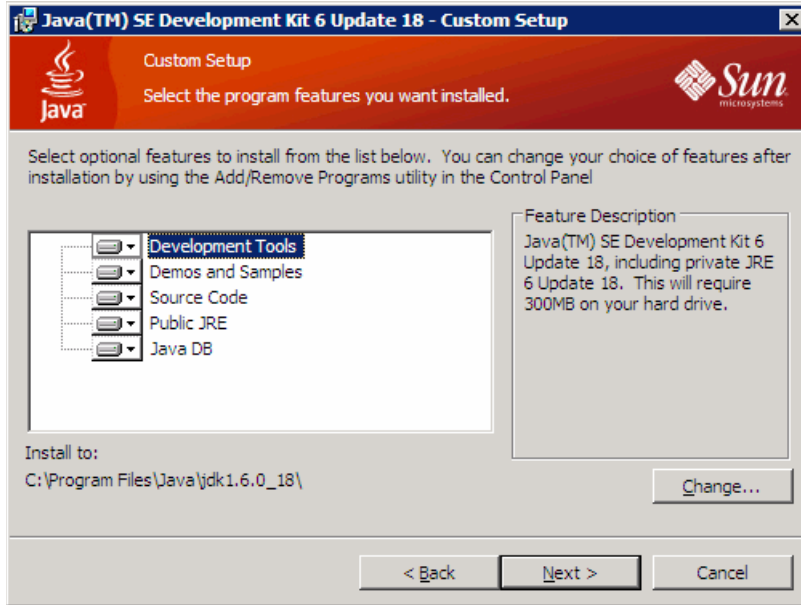 Java(TM) SE Development Kit 6 Update 18 - Custom Setup
Java
Custom Setup
Select the program features you want installed.
Sun
microsystems
Select optional features to install from the list below. You can change your choice of features after
installation by using the Add/Remove Programs utility in the Control Panel
Development Tools
Demos and Samples
Source Code
Public JRE
Java DB
Feature Description
Java(TM) SE Development Kit 6
Update 18, including private JRE
6 Update 18. This will require
300MB on your hard drive.
Install to:
C:\Program Files\Java\jdk1.6.0_18\
Change...
< Back
Next >
Cancel